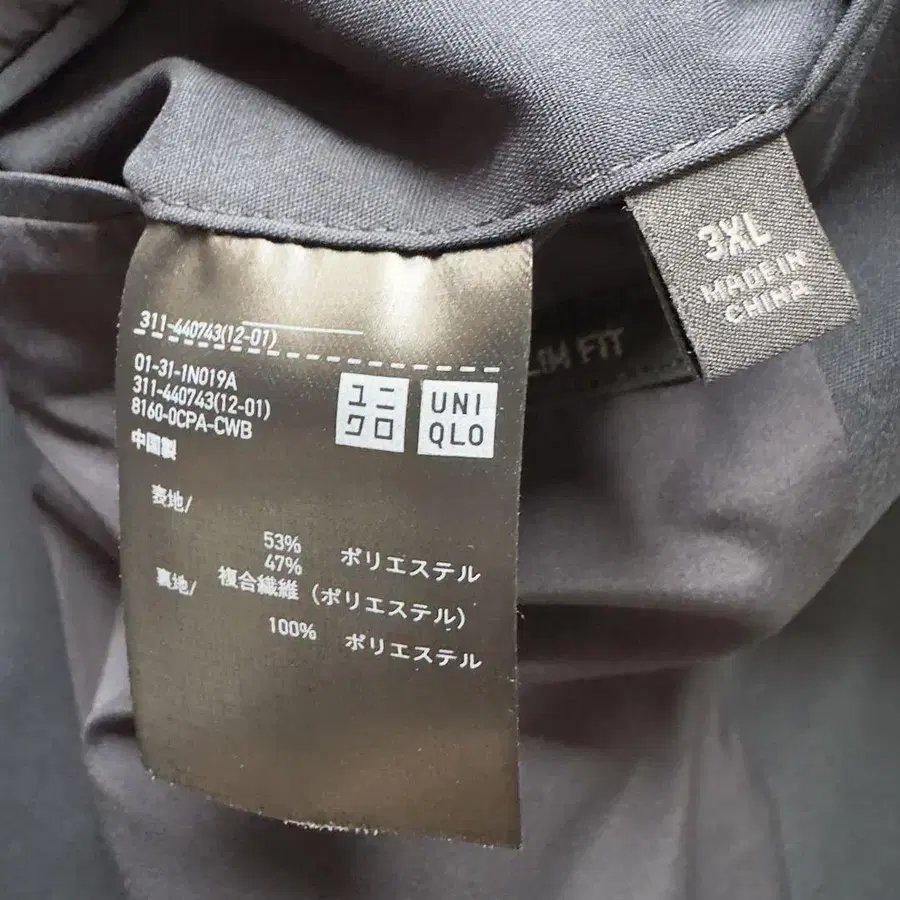 311-440743(12-01)
01-31-1N019A
311-440743(12-01)
8160-0CPA-CWB
中国製
ユニ
クロ
UNI
QLO
表地/
53% ポリエステル
47%
複合繊維(ポリエステル)
裏地/
100% ポリエステル
3XL
MADE IN
CHINA
FIT